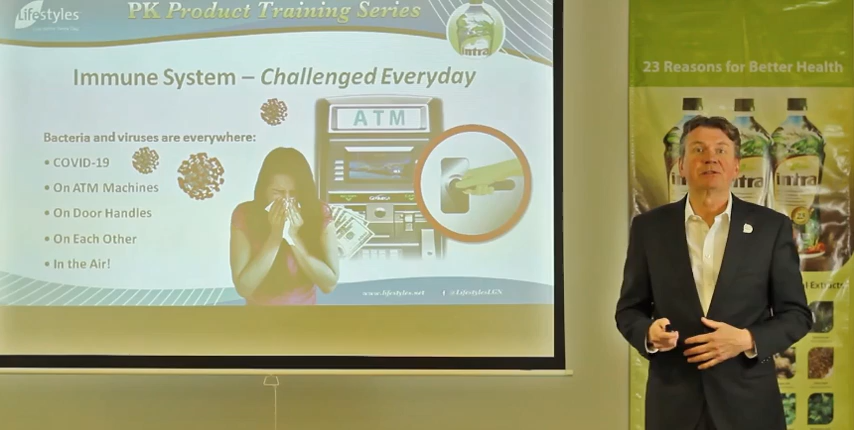 Lifestyles
PK Product Training Series
intra
Immune System – Challenged Everyday
ATM
Bacteria and viruses are everywhere:
• COVID-19
• On ATM Machines
• On Door Handles
• On Each Other
• In the Air!
www.lifestyles.net
@LifestylesLGN
23 Reasons for Better Health
intra
intra
Extracts